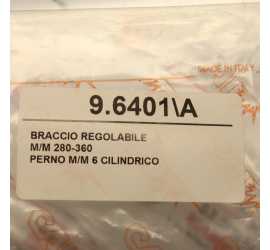 MADE IN ITALY
9.6401\A
BRACCIO REGOLABILE
M/M 280-360
PERNO M/M 6 CILINDRICO